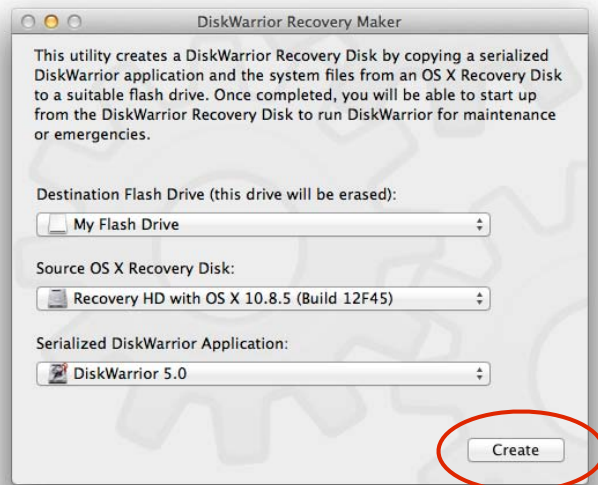 DiskWarrior Recovery Maker
This utility creates a DiskWarrior Recovery Disk by copying a serialized
DiskWarrior application and the system files from an OS X Recovery Disk
to a suitable flash drive. Once completed, you will be able to start up
from the DiskWarrior Recovery Disk to run DiskWarrior for maintenance
or emergencies.
Destination Flash Drive (this drive will be erased):
My Flash Drive
Source OS X Recovery Disk:
Recovery HD with OS X 10.8.5 (Build 12F45)
Serialized DiskWarrior Application:
DiskWarrior 5.0
Create